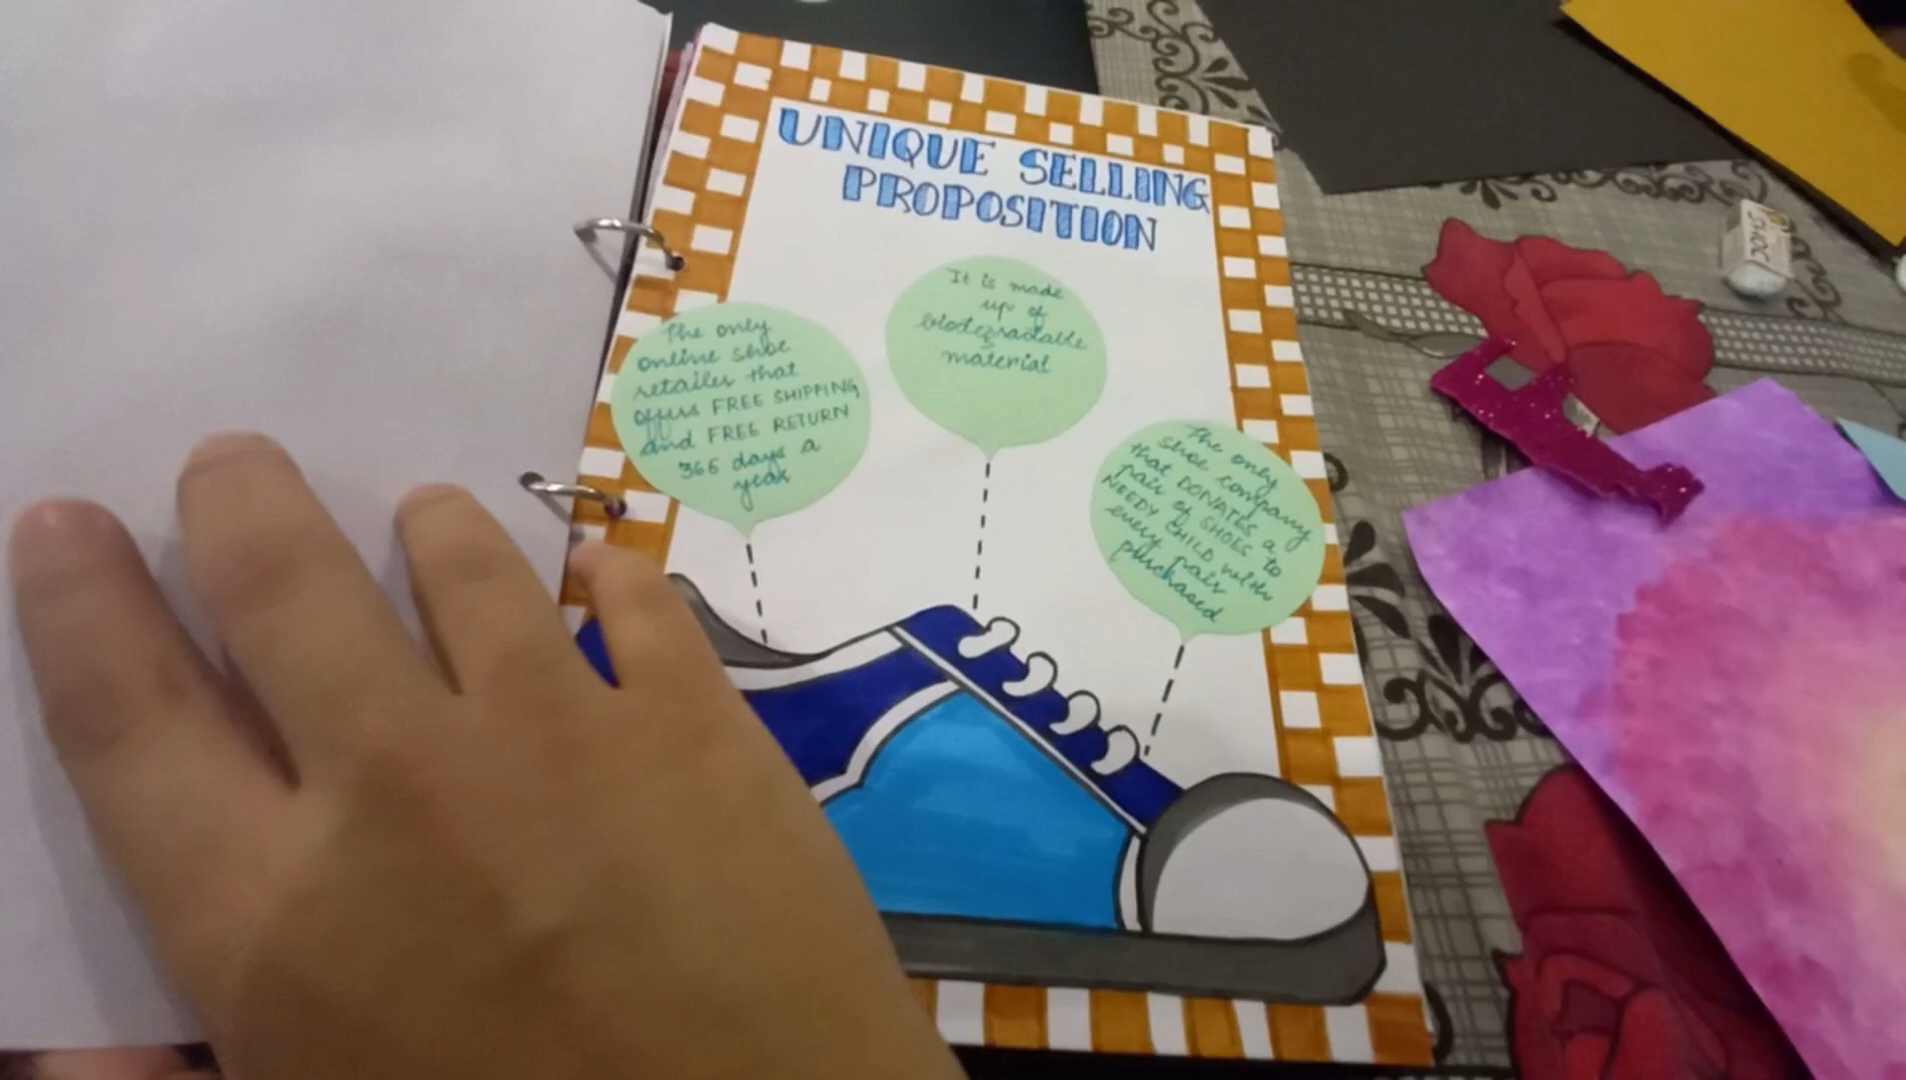 UNIQUE SELLING
PROPOSITION
The only
online shoe
retailer that
offers FREE SHIPPING
and FREE RETURN
365 days a
year
It is made
up of
biodegradable
material
The only
shoe company
that DONATES a
pair of SHOES to
NEEDY CHILD with
every pair
purchased